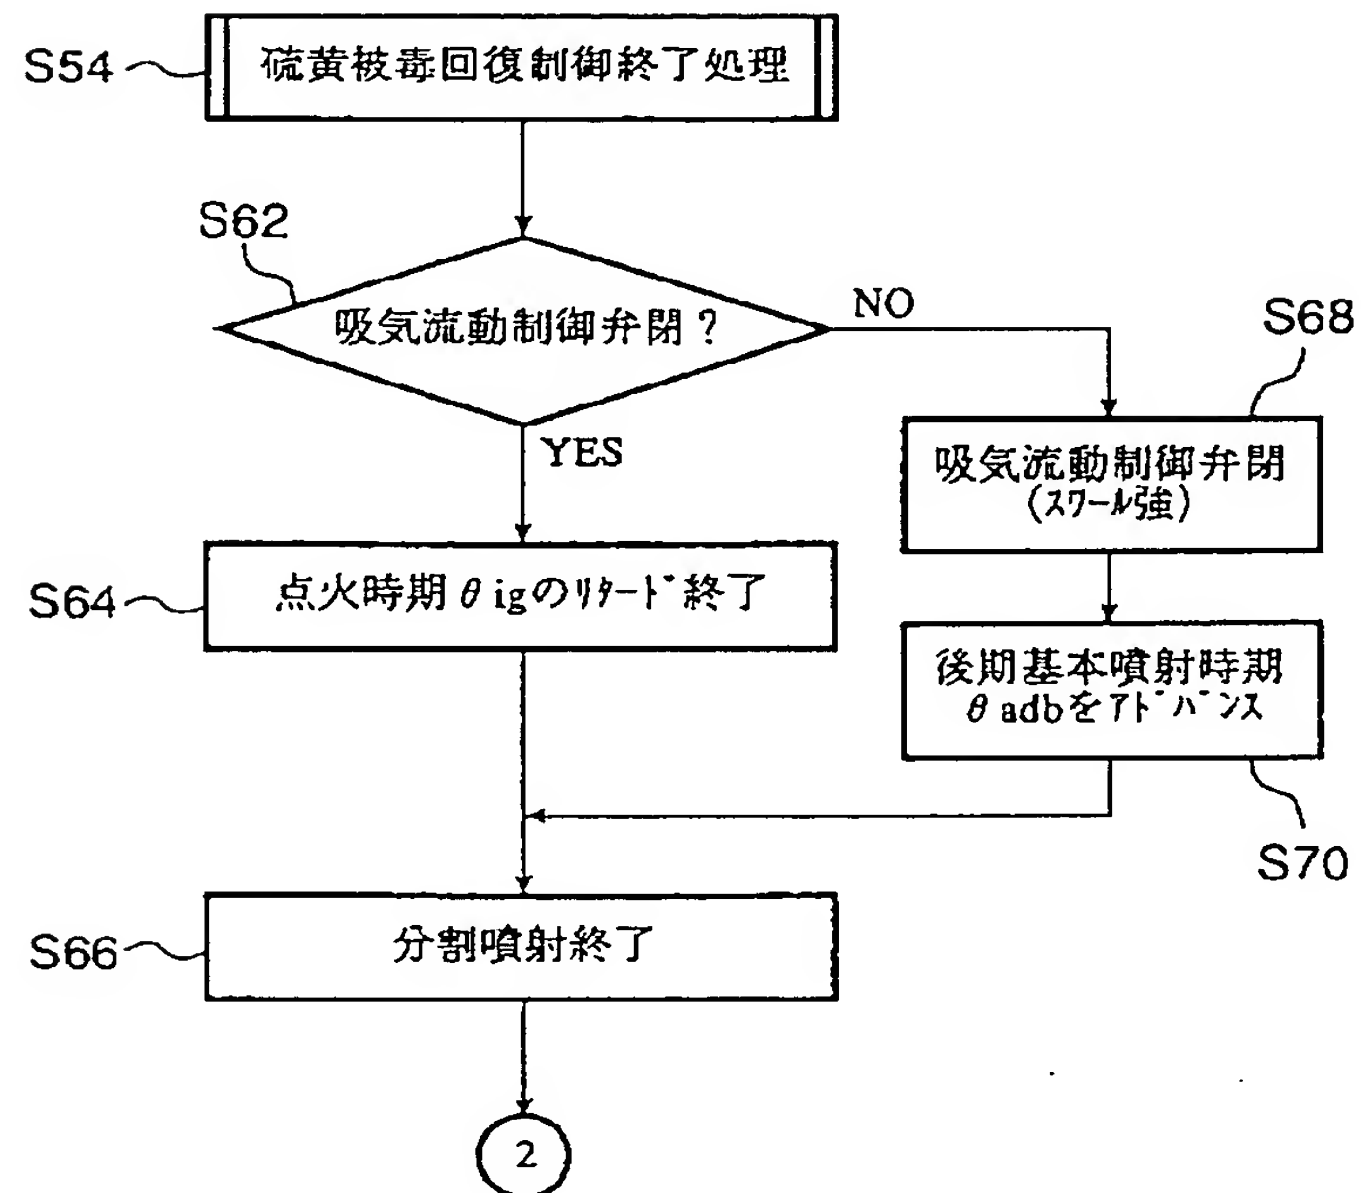 S54
硫黄被毒回復制御終了処理
S62
吸気流動制御弁閉？
NO
YES
S68
吸気流動制御弁閉
(ｽﾜｰﾙ強)
S64
点火時期θigのﾘﾀｰﾄﾞ終了
後期基本噴射時期
θadbをｱﾄﾞﾊﾞﾝｽ
S70
S66
分割噴射終了
2